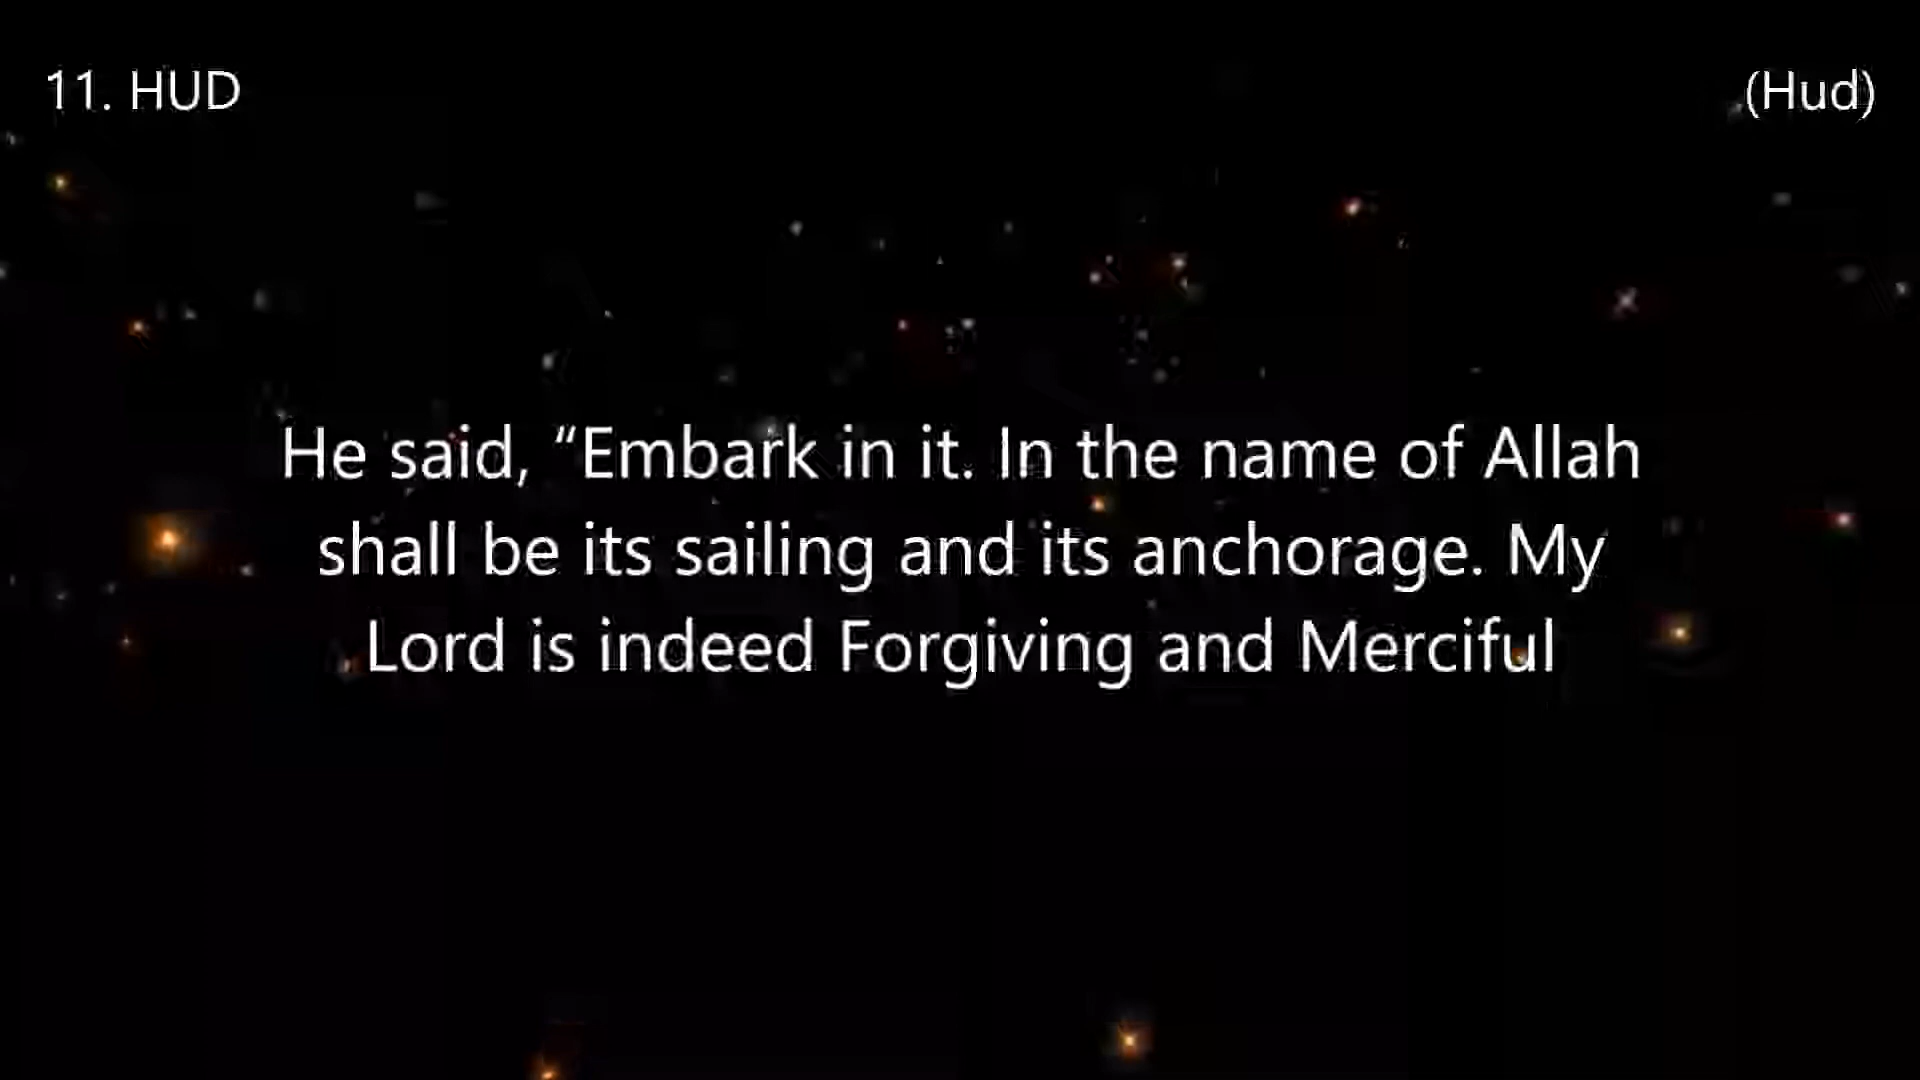 11. HUD
(Hud)
He said, “Embark in it. In the name of Allah
shall be its sailing and its anchorage. My
Lord is indeed Forgiving and Merciful